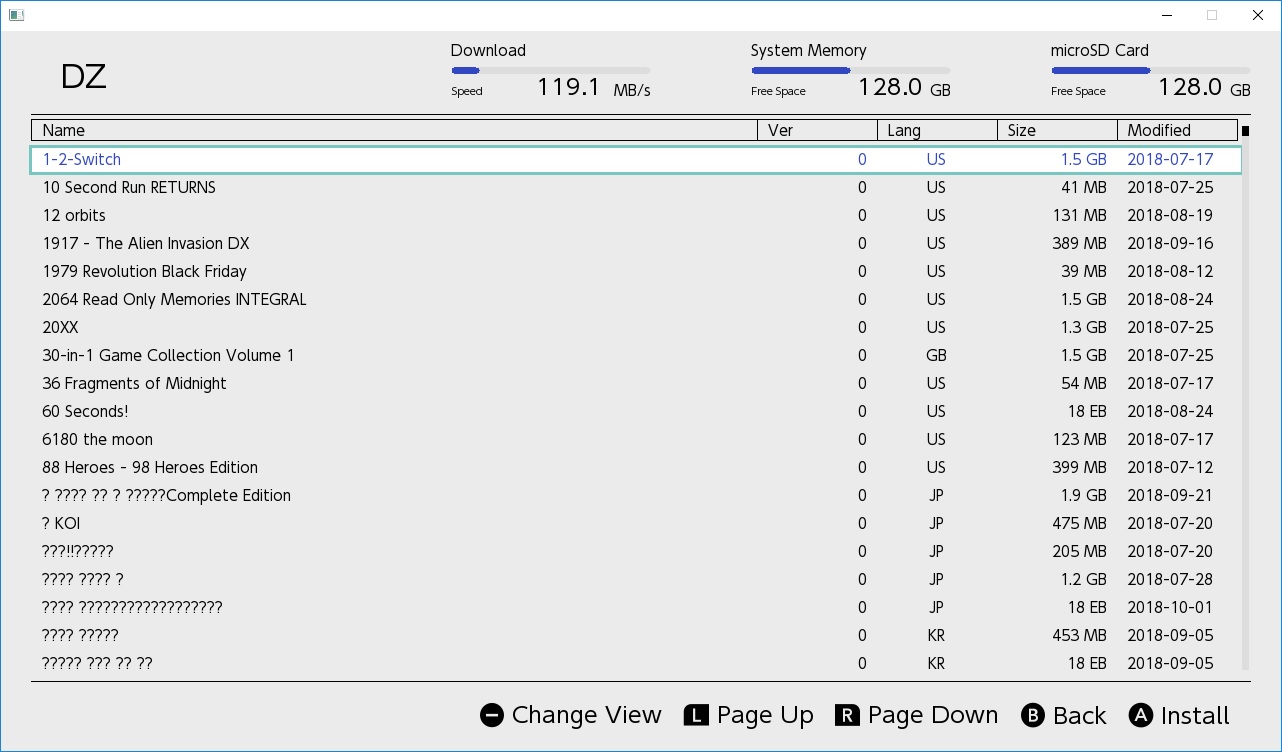 DZ
Download
Speed 119.1 MB/s
System Memory
Free Space 128.0 GB
microSD Card
Free Space 128.0 GB
Name Ver Lang Size Modified
1-2-Switch 0 US 1.5 GB 2018-07-17
10 Second Run RETURNS 0 US 41 MB 2018-07-25
12 orbits 0 US 131 MB 2018-08-19
1917 - The Alien Invasion DX 0 US 389 MB 2018-09-16
1979 Revolution Black Friday 0 US 39 MB 2018-08-12
2064 Read Only Memories INTEGRAL 0 US 1.5 GB 2018-08-24
20XX 0 US 1.3 GB 2018-07-25
30-in-1 Game Collection Volume 1 0 GB 1.5 GB 2018-07-25
36 Fragments of Midnight 0 US 54 MB 2018-07-17
60 Seconds! 0 US 18 EB 2018-08-24
6180 the moon 0 US 123 MB 2018-07-17
88 Heroes - 98 Heroes Edition 0 US 399 MB 2018-07-12
? ???? ?? ? ?????Complete Edition 0 JP 1.9 GB 2018-09-21
? KOI 0 JP 475 MB 2018-07-20
???!!????? 0 JP 205 MB 2018-07-20
???? ???? ? 0 JP 1.2 GB 2018-07-28
???? ?????????????????? 0 JP 18 EB 2018-10-01
???? ????? 0 KR 453 MB 2018-09-05
????? ??? ?? ?? 0 KR 18 EB 2018-09-05
Change View L Page Up R Page Down B Back A Install